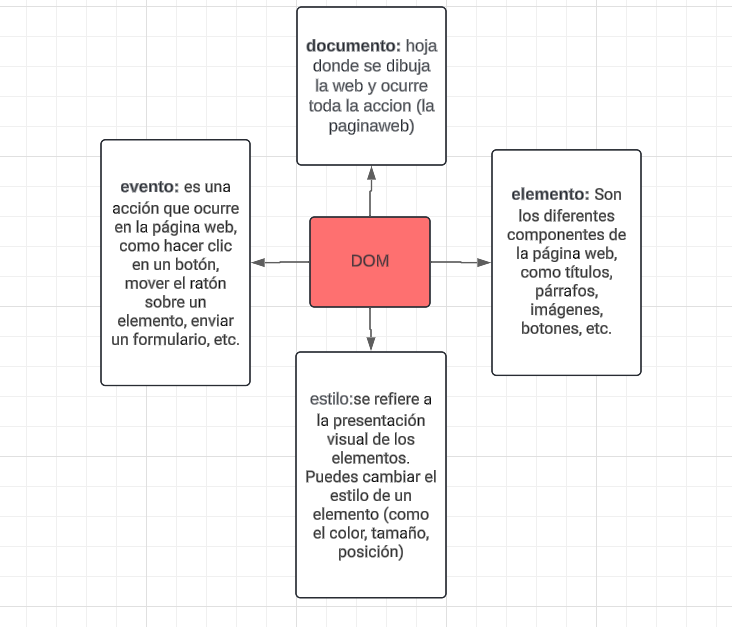 documento: hoja
donde se dibuja
la web y ocurre
toda la accion (la
paginaweb)
evento: es una
acción que ocurre
en la página web,
como hacer clic
en un botón,
mover el ratón
sobre un
elemento, enviar
un formulario, etc.
DOM
elemento: Son
los diferentes
componentes de
la página web,
como títulos,
párrafos,
imágenes,
botones, etc.
estilo:se refiere a
la presentación
visual de los
elementos.
Puedes cambiar el
estilo de un
elemento (como
el color, tamaño,
posición)